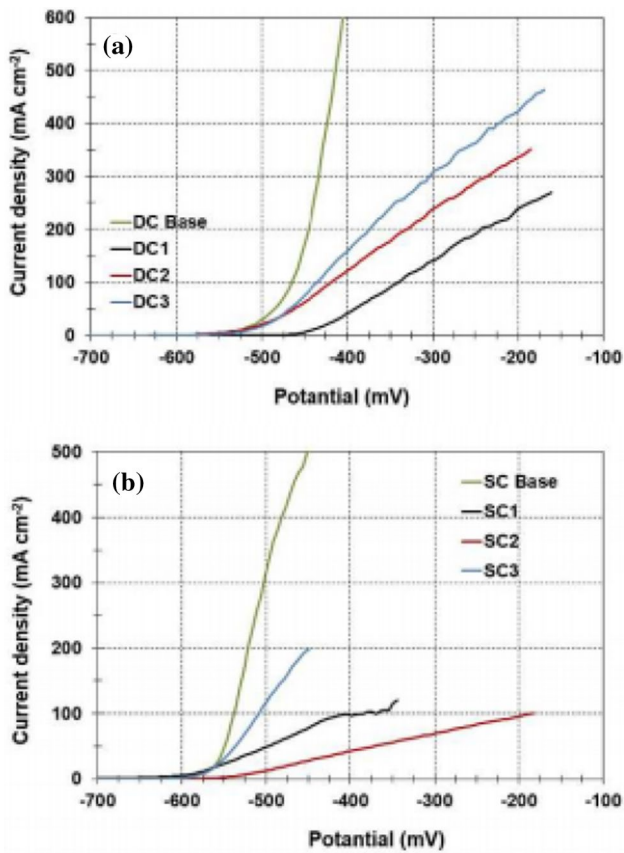 600
(a)
500
400
300
200
100
0
Current density (mA cm⁻²)
DC Base
DC1
DC2
DC3
-700 -600 -500 -400 -300 -200 -100
Potantial (mV)
500
(b)
400
300
200
100
0
Current density (mA cm⁻²)
SC Base
SC1
SC2
SC3
-700 -600 -500 -400 -300 -200 -100
Potantial (mV)